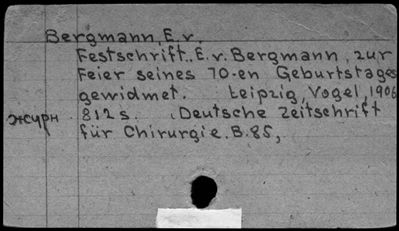 Bergmann, E. v.
Festschrift. E. v. Bergmann, zur
Feier seines 70-en Geburtstages
gewidmet. Leipzig, Vogel, 1906
журн. 812 s. Deutsche Zeitschrift
für Chirurgie. B. 85,